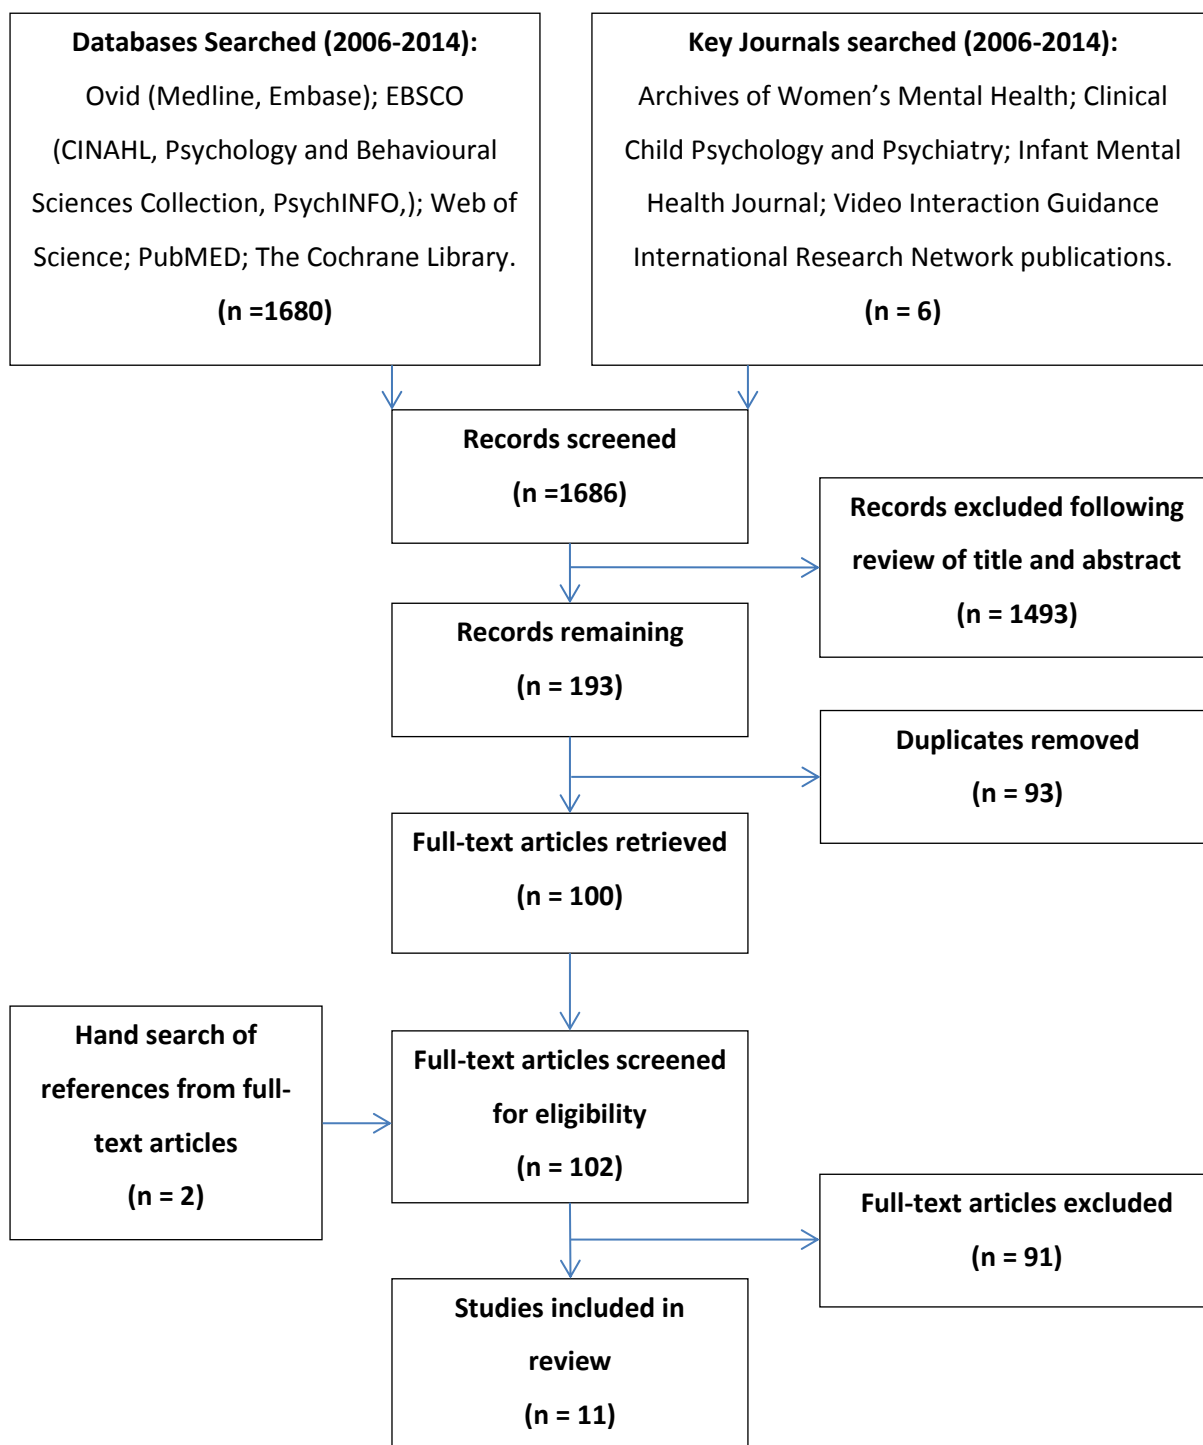 Databases Searched (2006-2014):
Ovid (Medline, Embase); EBSCO
(CINAHL, Psychology and Behavioural
Sciences Collection, PsychINFO,); Web of
Science; PubMED; The Cochrane Library.
(n =1680)
Key Journals searched (2006-2014):
Archives of Women’s Mental Health; Clinical
Child Psychology and Psychiatry; Infant Mental
Health Journal; Video Interaction Guidance
International Research Network publications.
(n = 6)
Records screened
(n =1686)
Records excluded following
review of title and abstract
(n = 1493)
Records remaining
(n = 193)
Duplicates removed
(n = 93)
Full-text articles retrieved
(n = 100)
Hand search of
references from full-
text articles
(n = 2)
Full-text articles screened
for eligibility
(n = 102)
Full-text articles excluded
(n = 91)
Studies included in
review
(n = 11)